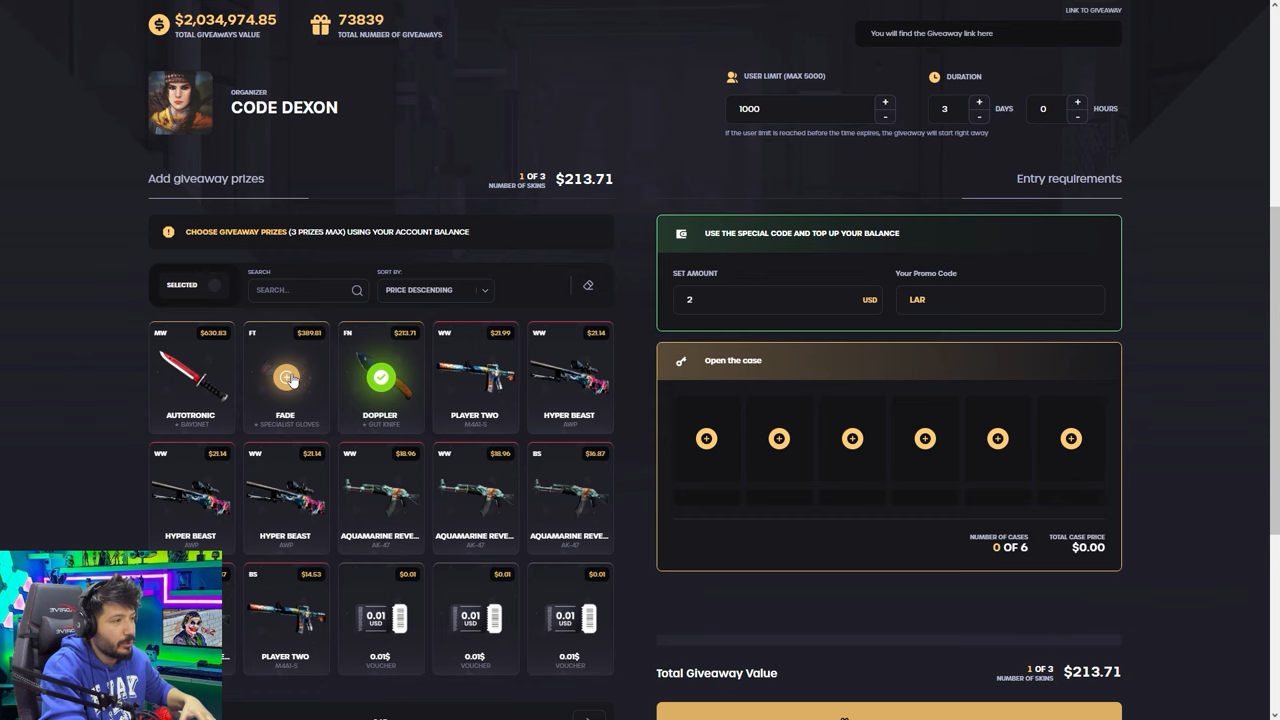 $2,034,974.85
TOTAL GIVEAWAYS VALUE
73839
TOTAL NUMBER OF GIVEAWAYS
LINK TO GIVEAWAY
You will find the Giveaway link here
ORGANIZER
CODE DEXON
USER LIMIT (MAX 5000)
1000
+
-
If the user limit is reached before the time expires, the giveaway will start right away
DURATION
3
+
-
DAYS
0
+
-
HOURS
Add giveaway prizes
1 OF 3
NUMBER OF SKINS
$213.71
Entry requirements
CHOOSE GIVEAWAY PRIZES (3 PRIZES MAX) USING YOUR ACCOUNT BALANCE
SELECTED
SEARCH
SEARCH...
SORT BY:
PRICE DESCENDING
MW $630.83
AUTOTRONIC
★ BAYONET
FT $389.81
FADE
★ SPECIALIST GLOVES
FN $213.71
DOPPLER
★ GUT KNIFE
WW $21.99
PLAYER TWO
M4A1-S
WW $21.14
HYPER BEAST
AWP
WW $21.14
HYPER BEAST
AWP
WW $21.14
HYPER BEAST
AWP
WW $18.96
AQUAMARINE REVE...
AK-47
WW $18.96
AQUAMARINE REVE...
AK-47
BS $16.87
AQUAMARINE REVE...
AK-47
BS $14.53
PLAYER TWO
M4A1-S
$0.01
0.01
USD
0.01$
VOUCHER
$0.01
0.01
USD
0.01$
VOUCHER
$0.01
0.01
USD
0.01$
VOUCHER
USE THE SPECIAL CODE AND TOP UP YOUR BALANCE
SET AMOUNT
2 USD
Your Promo Code
LAR
Open the case
NUMBER OF CASES
0 OF 6
TOTAL CASE PRICE
$0.00
Total Giveaway Value
1 OF 3
NUMBER OF SKINS
$213.71